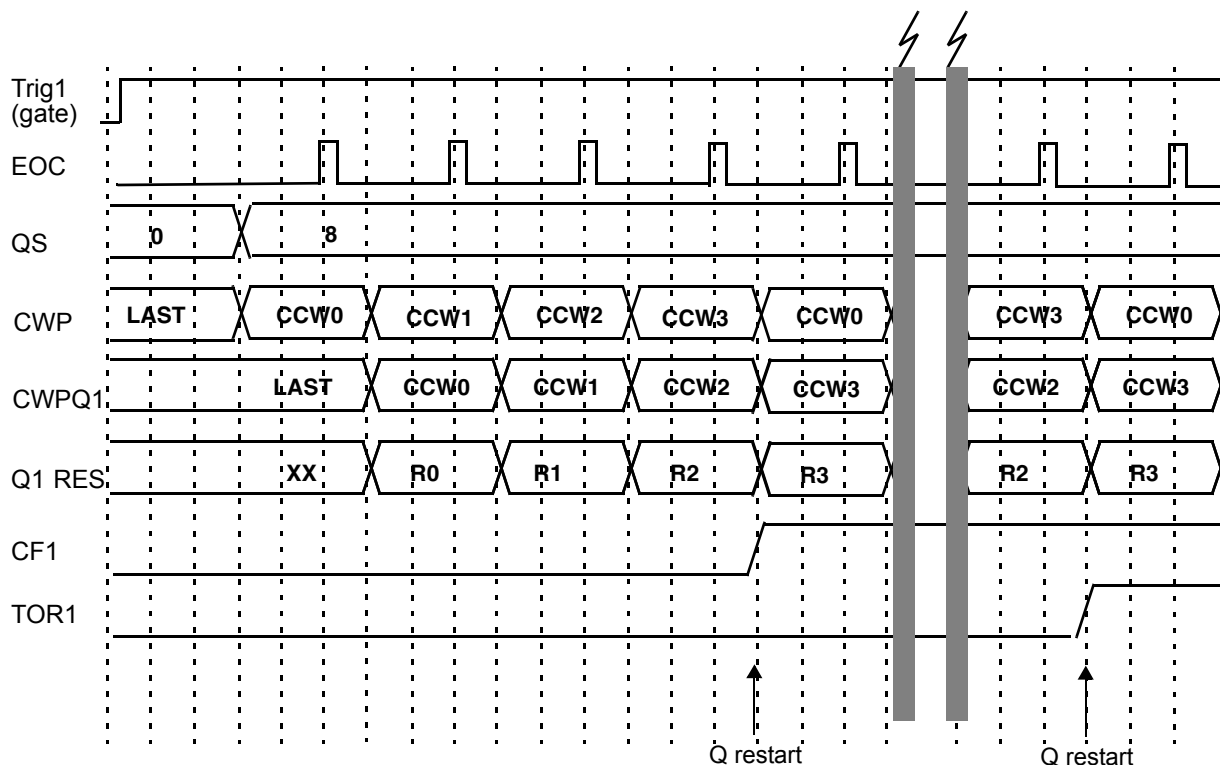 Trig1
(gate)
EOC
QS 0 8
CWP LAST CCW0 CCW1 CCW2 CCW3 CCW0 CCW3 CCW0
CWPQ1 LAST CCW0 CCW1 CCW2 CCW3 CCW2 CCW3
Q1 RES XX R0 R1 R2 R3 R2 R3
CF1
TOR1
Q restart Q restart